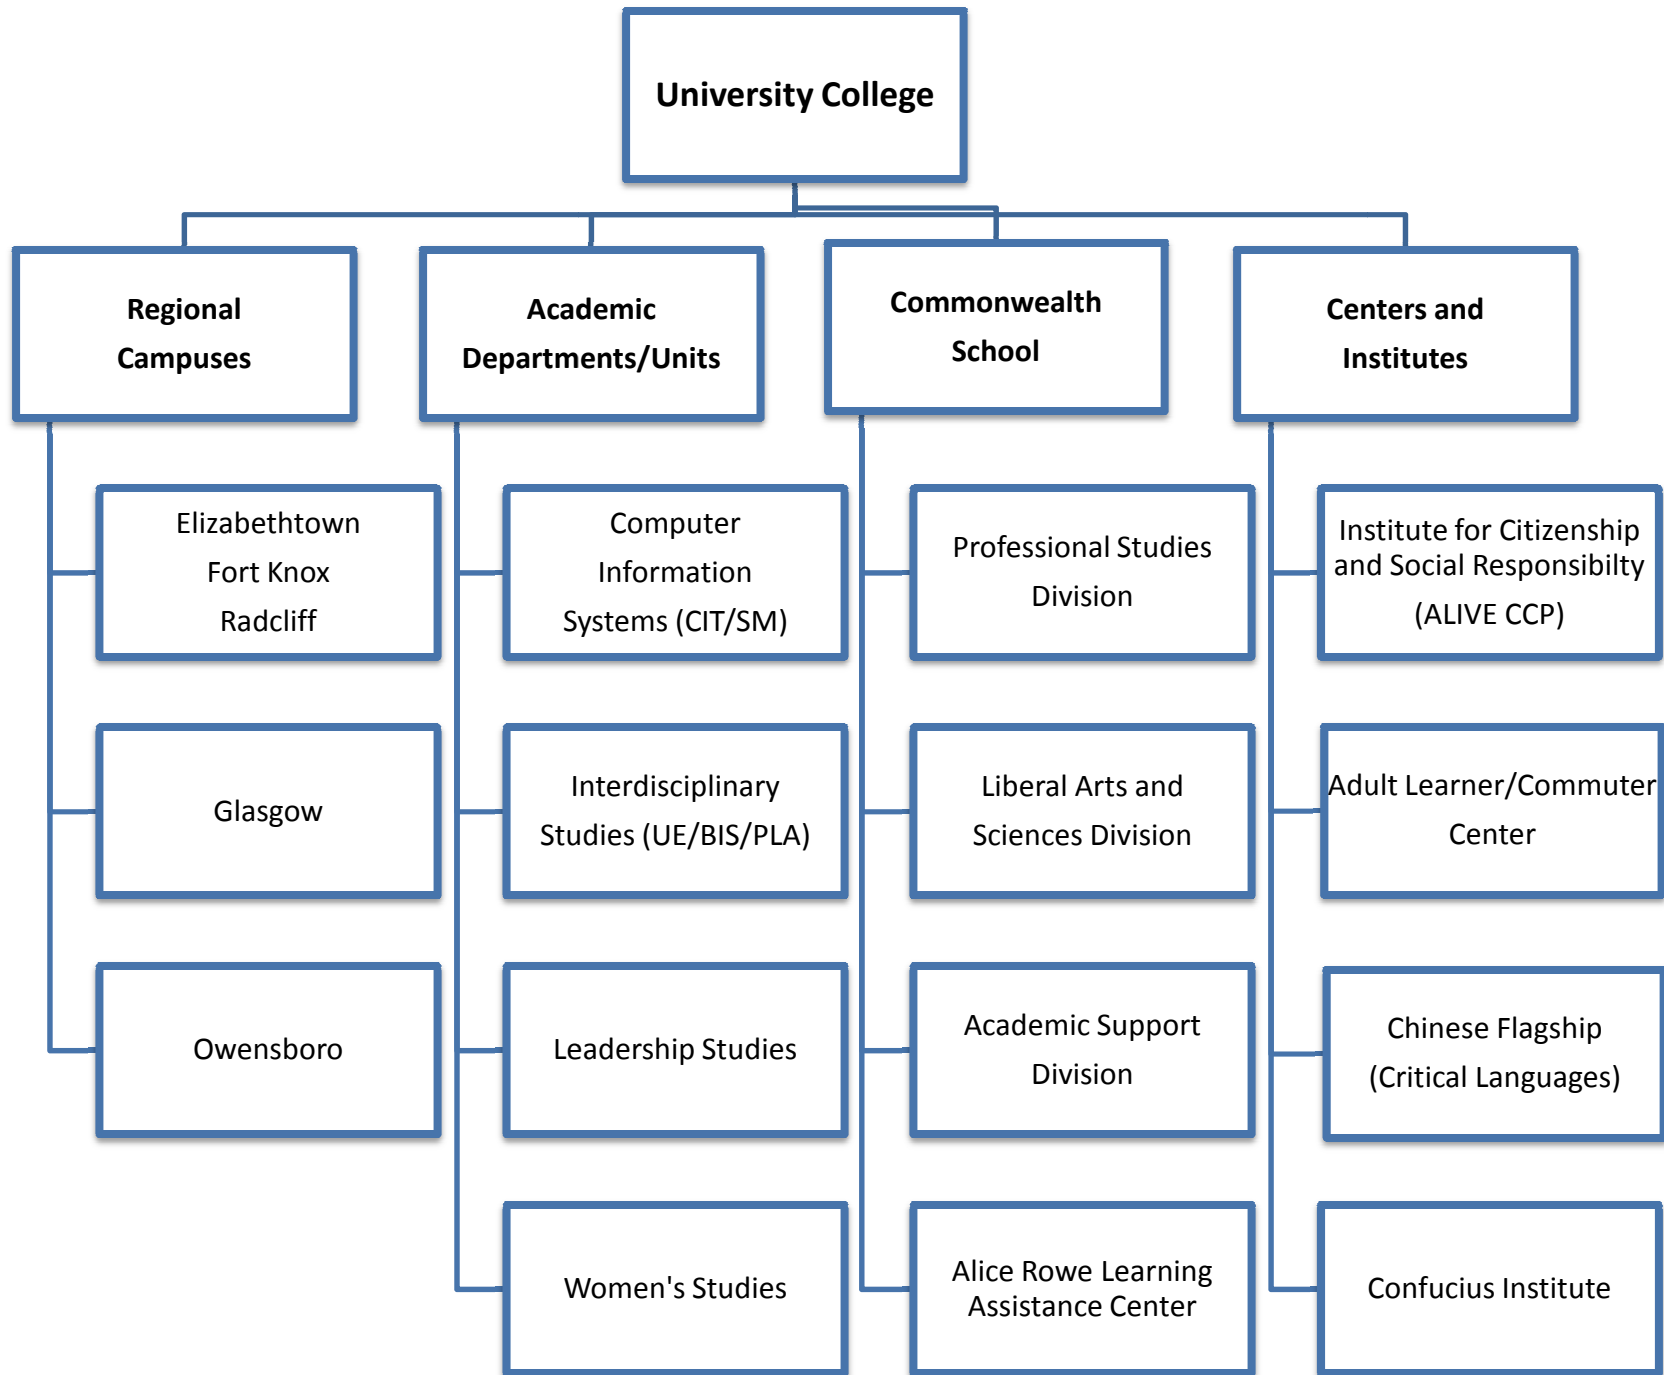 University College
Regional
Campuses
Academic
Departments/Units
Commonwealth
School
Centers and
Institutes
Elizabethtown
Fort Knox
Radcliff
Glasgow
Owensboro
Computer
Information
Systems (CIT/SM)
Interdisciplinary
Studies (UE/BIS/PLA)
Leadership Studies
Women's Studies
Professional Studies
Division
Liberal Arts and
Sciences Division
Academic Support
Division
Alice Rowe Learning
Assistance Center
Institute for Citizenship
and Social Responsibilty
(ALIVE CCP)
Adult Learner/Commuter
Center
Chinese Flagship
(Critical Languages)
Confucius Institute